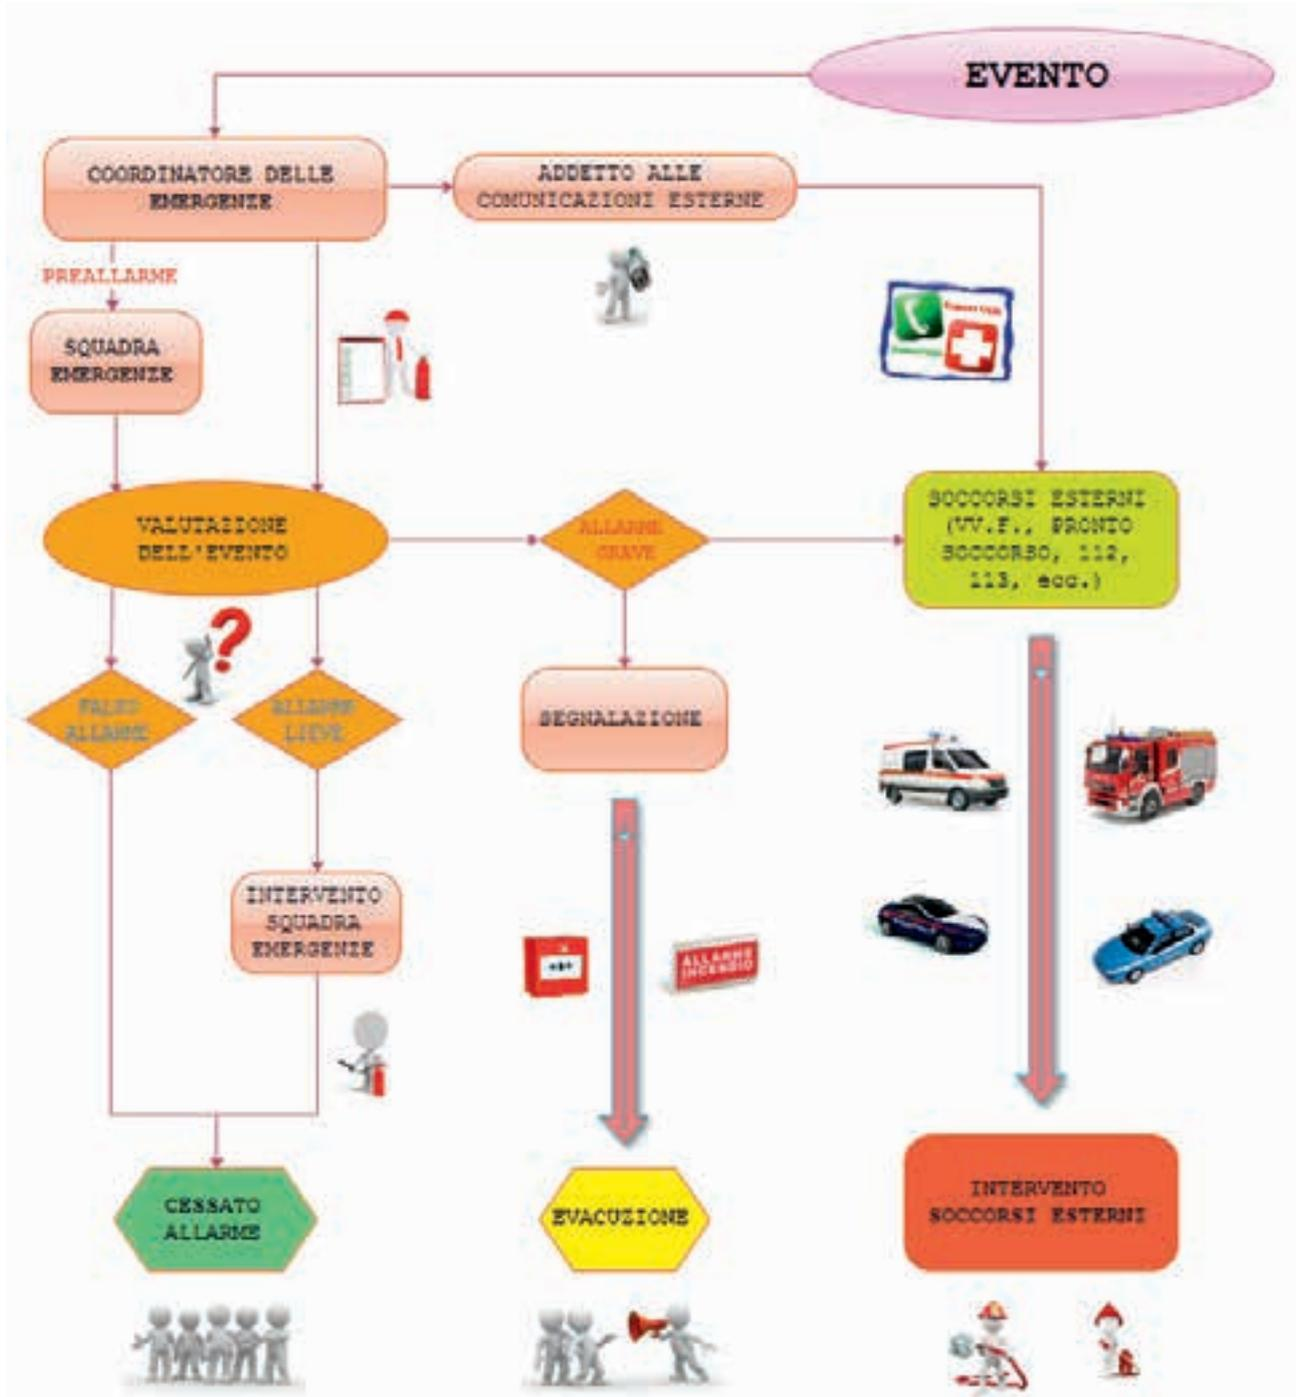 EVENTO
COORDINATORE DELLE
EMERGENZE
ADDETTO ALLE
COMUNICAZIONI ESTERNE
PREALLARME
SQUADRA
EMERGENZE
VALUTAZIONE
DELL'EVENTO
ALLARME
GRAVE
SOCCORSI ESTERNI
(VV.F., PRONTO
SOCCORSO, 112,
113, ecc.)
FALSO
ALLARME
ALLARME
LIEVE
SEGNALAZIONE
INTERVENTO
SQUADRA
EMERGENZE
ALLARME
INCENDIO
CESSATO
ALLARME
EVACUZIONE
INTERVENTO
SOCCORSI ESTERNI